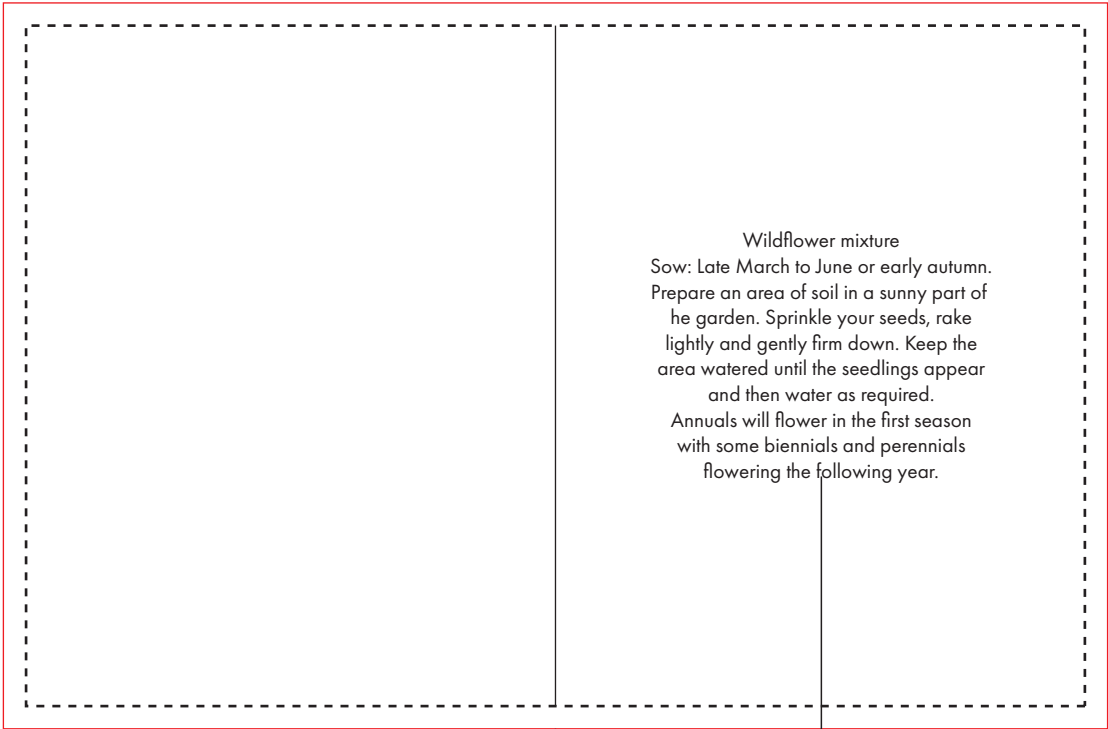 Wildflower mixture
Sow: Late March to June or early autumn.
Prepare an area of soil in a sunny part of
he garden. Sprinkle your seeds, rake
lightly and gently firm down. Keep the
area watered until the seedlings appear
and then water as required.
Annuals will flower in the first season
with some biennials and perennials
flowering the following year.